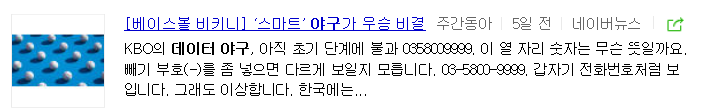 [베이스볼 비키니] ‘스마트’ 야구가 우승 비결 주간동아 | 5일 전 | 네이버뉴스
KBO의 데이터 야구, 아직 초기 단계에 불과 0358009999. 이 열 자리 숫자는 무슨 뜻일까요.
빼기 부호(-)를 좀 넣으면 다르게 보일지 모릅니다. 03-5800-9999. 갑자기 전화번호처럼 보
입니다. 그래도 이상합니다. 한국에는...